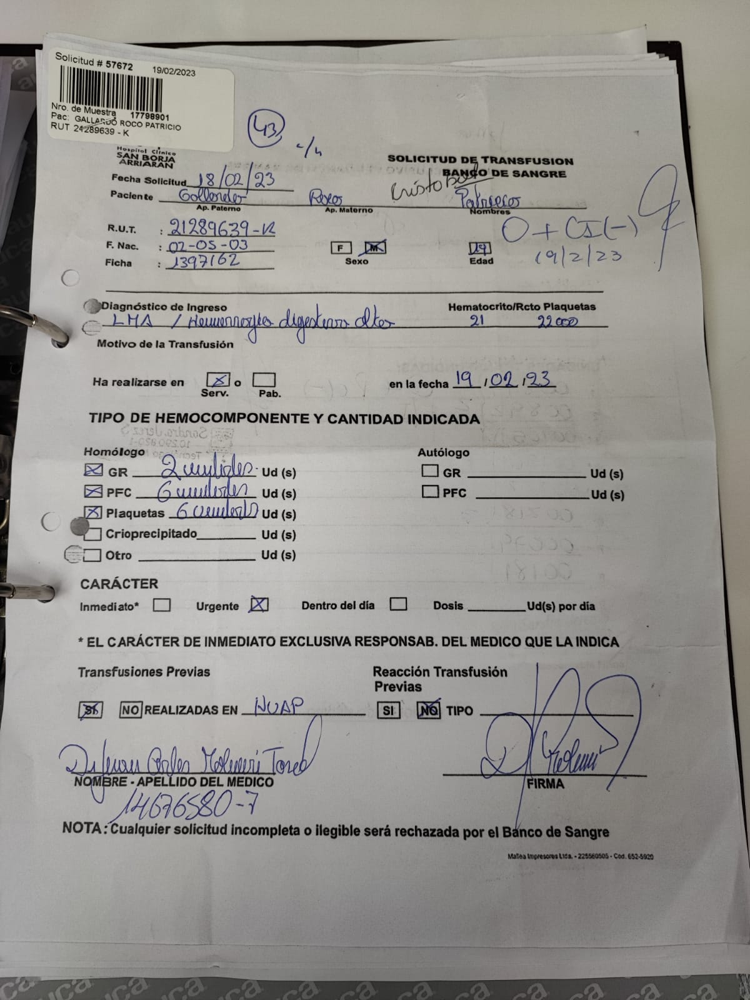 Solicitud # 57672 19/02/2023
Nro. de Muestra 17798901
Pac: GALLARDO ROCO PATRICIO
RUT 21289639 - K
43
Hospital Clínico
SAN BORJA
ARRIARAN
SOLICITUD DE TRANSFUSION
BANCO DE SANGRE
Fecha Solicitud 18/02/23
Cristobal
Paciente Gallardo Roco Patricio
Ap. Paterno Ap. Materno Nombres
R.U.T. : 21289639-K
O + CI (-)
F. Nac. : 02-05-03 F M 19
19/2/23
Sexo Edad
Ficha : 1397162
Diagnóstico de Ingreso Hematocrito/Rcto Plaquetas
LMA / Hemorragia digestiva alta 21 22000
Motivo de la Transfusión
Ha realizarse en X o en la fecha 19/02/23
Serv. Pab.
TIPO DE HEMOCOMPONENTE Y CANTIDAD INDICADA
Homólogo Autólogo
X GR 2 unidades Ud (s) GR Ud (s)
X PFC 6 unidades Ud (s) PFC Ud (s)
X Plaquetas 6 unidades Ud (s)
Crioprecipitado Ud (s)
Otro Ud (s)
CARÁCTER
Inmediato* Urgente X Dentro del día Dosis Ud(s) por día
* EL CARÁCTER DE INMEDIATO EXCLUSIVA RESPONSAB. DEL MEDICO QUE LA INDICA
Transfusiones Previas Reacción Transfusión
Previas
SI NO REALIZADAS EN HUAP SI NO TIPO
Dr Juan Carlos
NOMBRE - APELLIDO DEL MEDICO FIRMA
14676580-7
NOTA: Cualquier solicitud incompleta o ilegible será rechazada por el Banco de Sangre
Mallea Impresores Ltda. - 225560505 - Cod. 652-5920